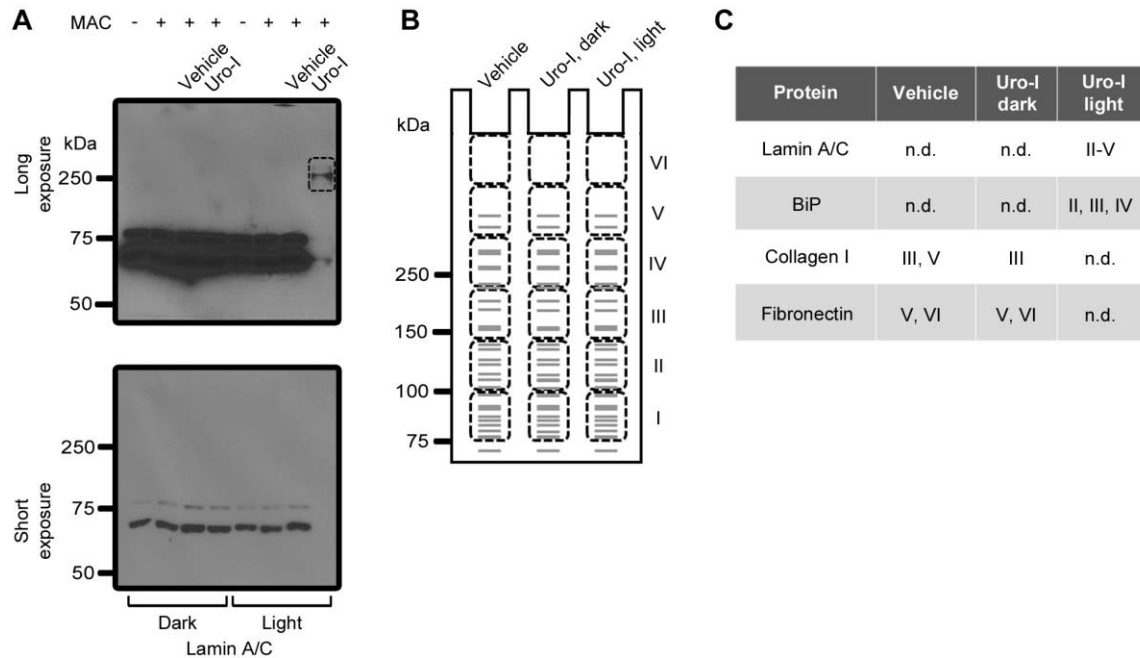 A
MAC - + + + - + + +
Vehicle
Uro-I
Vehicle
Uro-I
kDa
Long
exposure
250
75
50
Short
exposure
250
75
50
Dark Light
Lamin A/C
B
Vehicle
Uro-I, dark
Uro-I, light
kDa
VI
V
IV
250
III
150
II
100
I
75
C
Protein Vehicle Uro-I dark Uro-I light
Lamin A/C n.d. n.d. II-V
BiP n.d. n.d. II, III, IV
Collagen I III, V III n.d.
Fibronectin V, VI V, VI n.d.